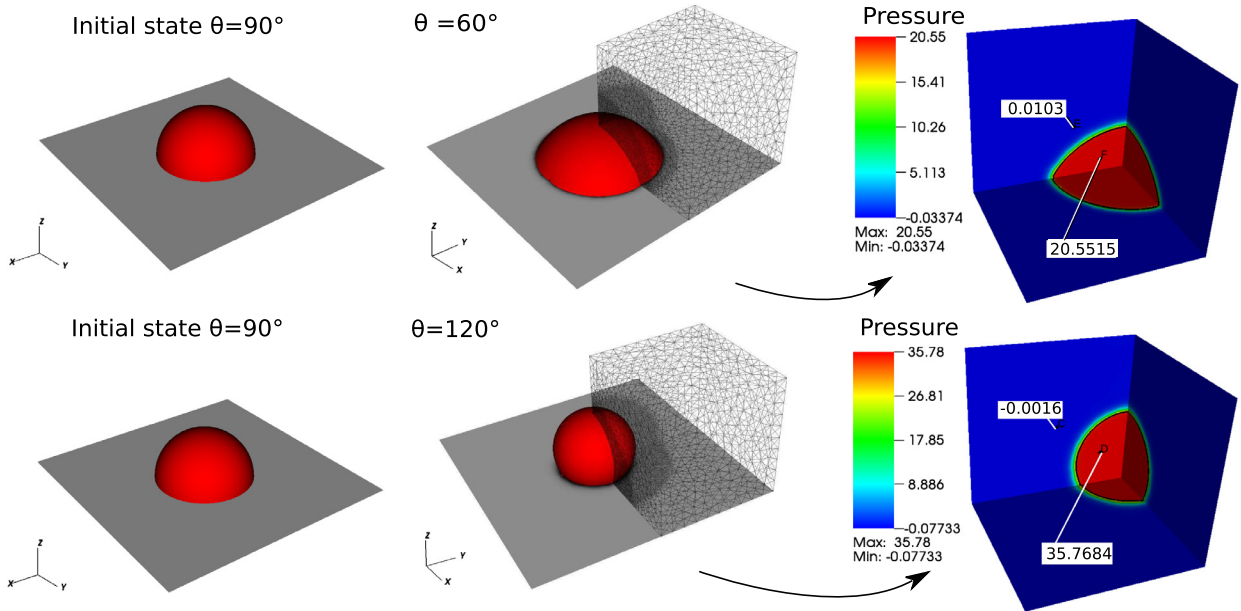 Initial state θ=90°
θ =60°
Pressure
20.55
15.41
10.26
5.113
-0.03374
Max: 20.55
Min: -0.03374
0.0103
20.5515
Z
X
Y
Z
Y
X
Initial state θ=90°
θ=120°
Pressure
35.78
26.81
17.85
8.886
-0.07733
Max: 35.78
Min: -0.07733
-0.0016
35.7684
Z
X
Y
Z
Y
X